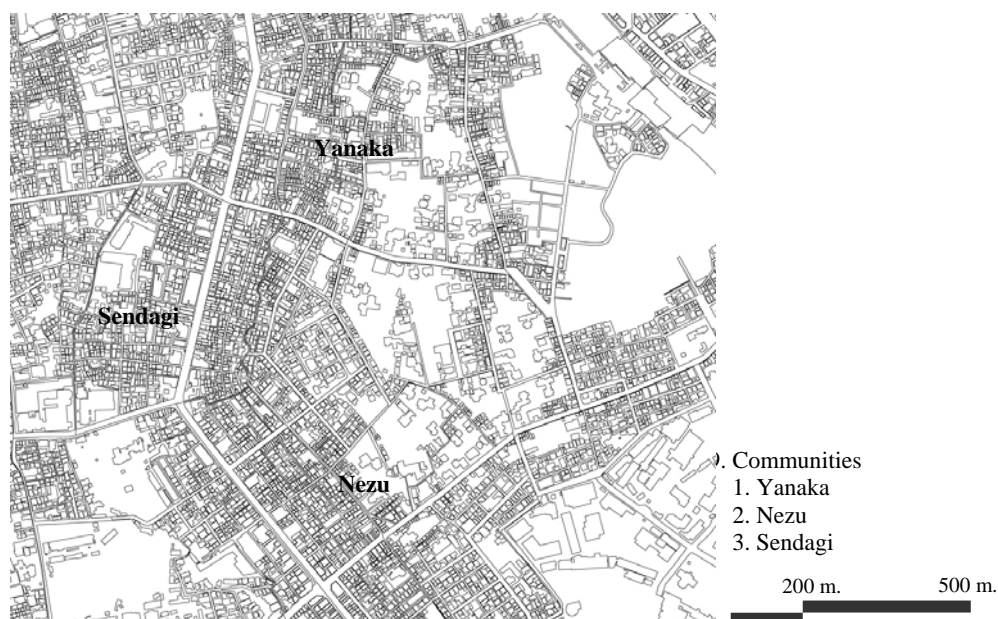 Yanaka
Sendagi
Nezu
). Communities
1. Yanaka
2. Nezu
3. Sendagi
200 m. 500 m.